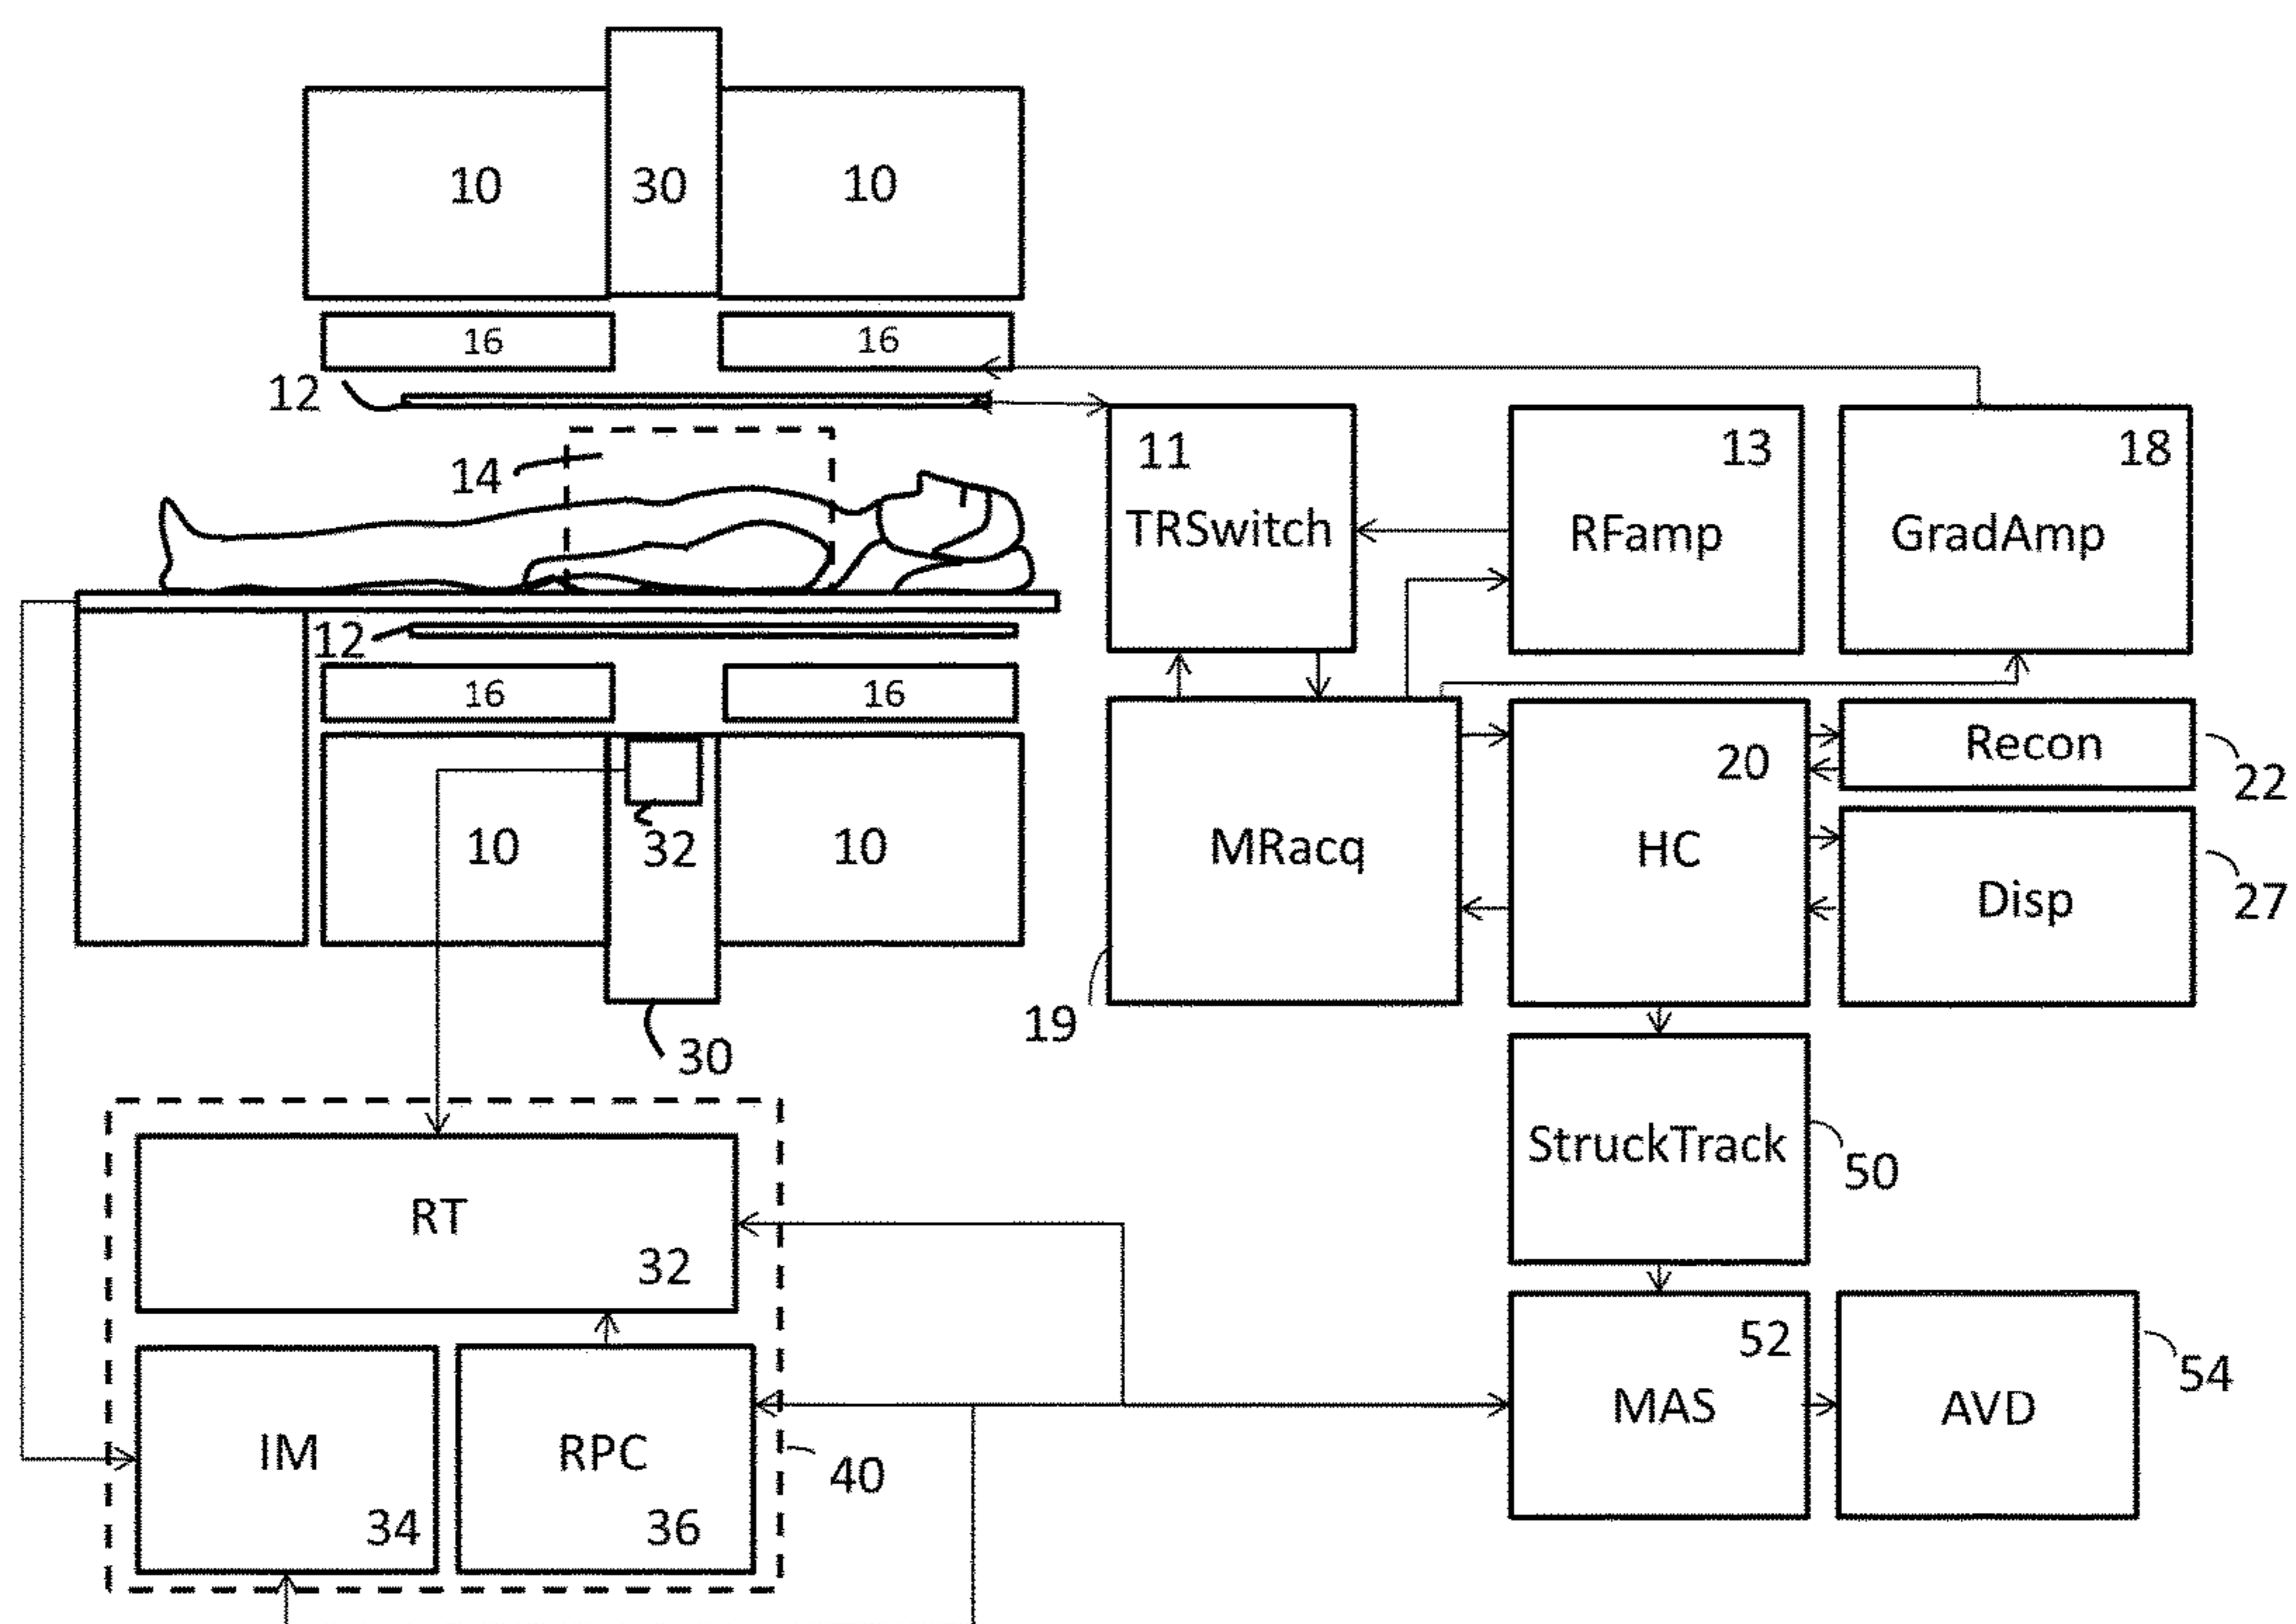 10
30
10
16
16
12
14
11
TRSwitch
13
RFamp
18
GradAmp
12
16
16
10
32
10
30
19
MRacq
20
HC
Recon
22
Disp
27
StruckTrack
50
RT
32
IM
34
RPC
36
40
52
MAS
AVD
54